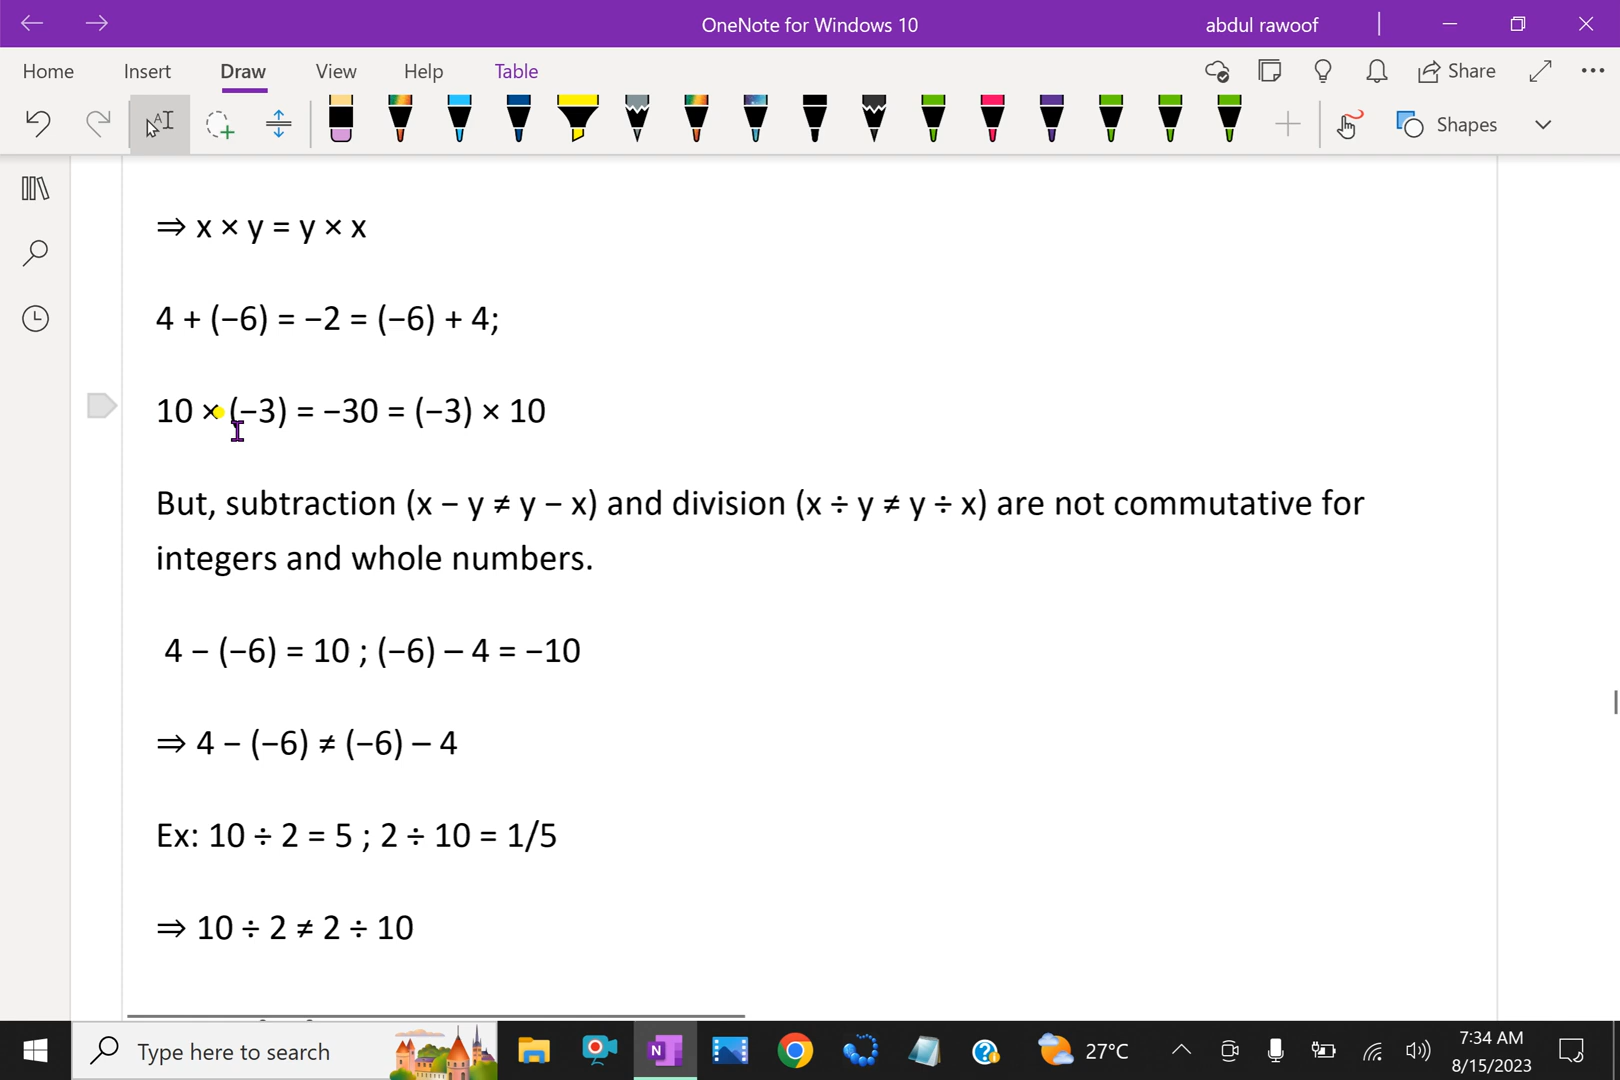 OneNote for Windows 10
abdul rawoof
Home Insert Draw View Help Table
Share
Shapes
⇒ x × y = y × x
4 + (−6) = −2 = (−6) + 4;
10 × (−3) = −30 = (−3) × 10
But, subtraction (x − y ≠ y − x) and division (x ÷ y ≠ y ÷ x) are not commutative for
integers and whole numbers.
4 − (−6) = 10 ; (−6) – 4 = −10
⇒ 4 − (−6) ≠ (−6) – 4
Ex: 10 ÷ 2 = 5 ; 2 ÷ 10 = 1/5
⇒ 10 ÷ 2 ≠ 2 ÷ 10
Type here to search
27°C
7:34 AM
8/15/2023